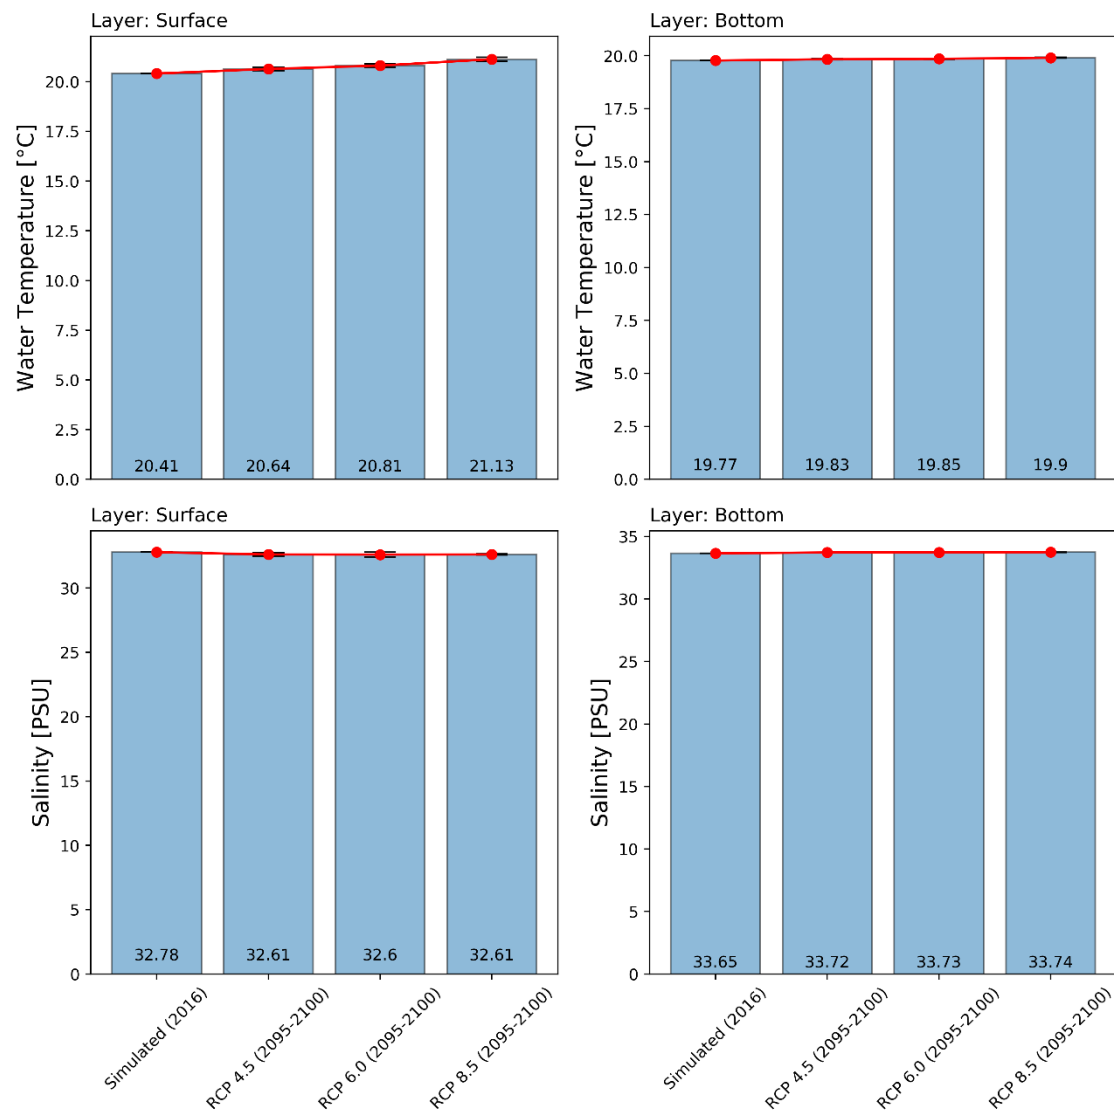 Layer: Surface
Water Temperature [°C]
20.0
17.5
15.0
12.5
10.0
7.5
5.0
2.5
0.0
20.41 20.64 20.81 21.13
Layer: Bottom
Water Temperature [°C]
20.0
17.5
15.0
12.5
10.0
7.5
5.0
2.5
0.0
19.77 19.83 19.85 19.9
Layer: Surface
Salinity [PSU]
30
25
20
15
10
5
0
32.78 32.61 32.6 32.61
Simulated (2016)
RCP 4.5 (2095-2100)
RCP 6.0 (2095-2100)
RCP 8.5 (2095-2100)
Layer: Bottom
Salinity [PSU]
35
30
25
20
15
10
5
0
33.65 33.72 33.73 33.74
Simulated (2016)
RCP 4.5 (2095-2100)
RCP 6.0 (2095-2100)
RCP 8.5 (2095-2100)